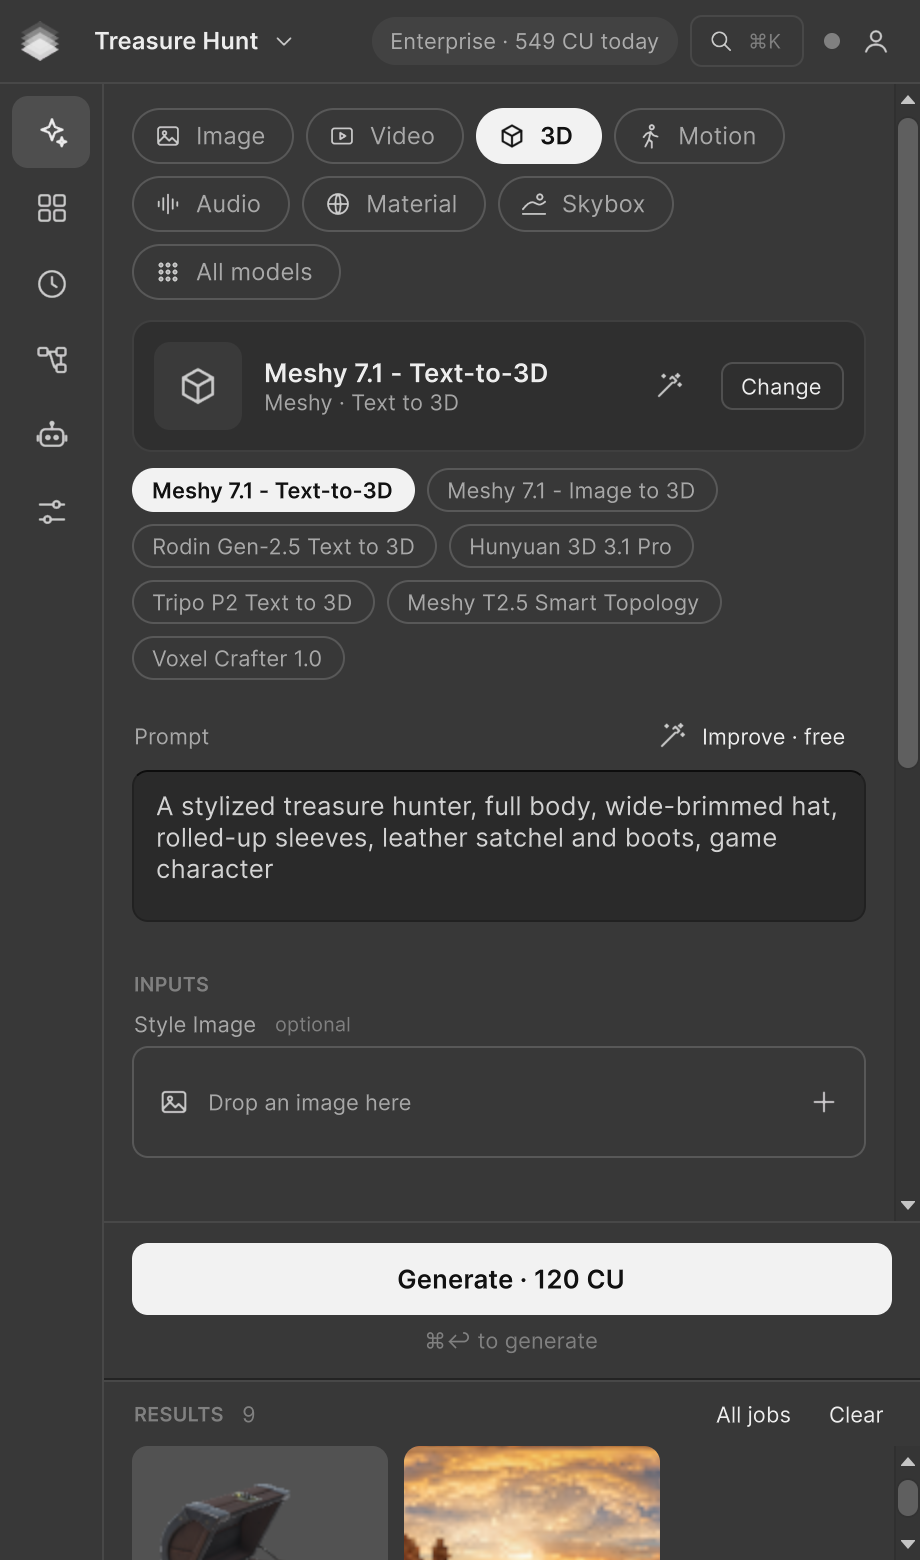 Treasure Hunt
Enterprise · 549 CU today
⌘K
Image
Video
3D
Motion
Audio
Material
Skybox
All models
Meshy 7.1 - Text-to-3D
Meshy · Text to 3D
Change
Meshy 7.1 - Text-to-3D
Meshy 7.1 - Image to 3D
Rodin Gen-2.5 Text to 3D
Hunyuan 3D 3.1 Pro
Tripo P2 Text to 3D
Meshy T2.5 Smart Topology
Voxel Crafter 1.0
Prompt
Improve · free
A stylized treasure hunter, full body, wide-brimmed hat,
rolled-up sleeves, leather satchel and boots, game
character
INPUTS
Style Image optional
Drop an image here
Generate · 120 CU
⌘↩ to generate
RESULTS 9
All jobs
Clear